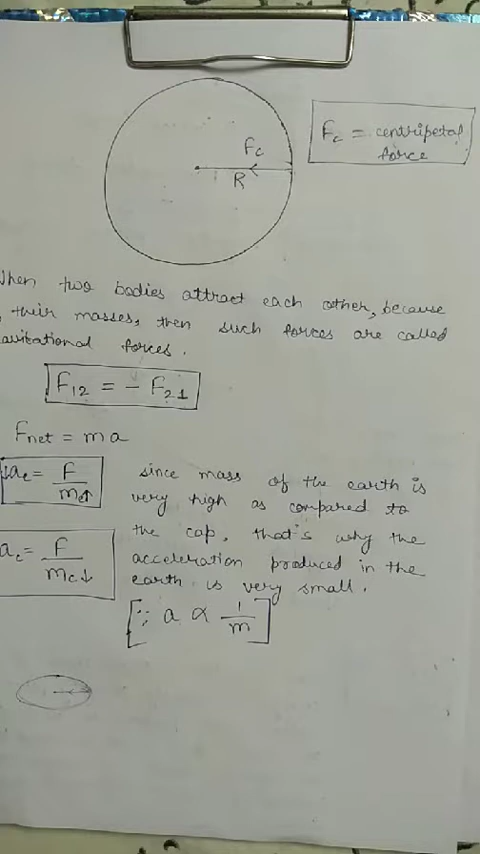 Fc
R
Fc = centripetal
force
When two bodies attract each other, because
their masses, then such forces are called
avitational forces.
F12 = - F21
Fnet = ma
↓ae = F/me↑
since mass of the earth is
very high as compared to
the cap, that's why the
acceleration produced in the
earth is very small.
ac = F/mc↓
[∵ a ∝ 1/m]